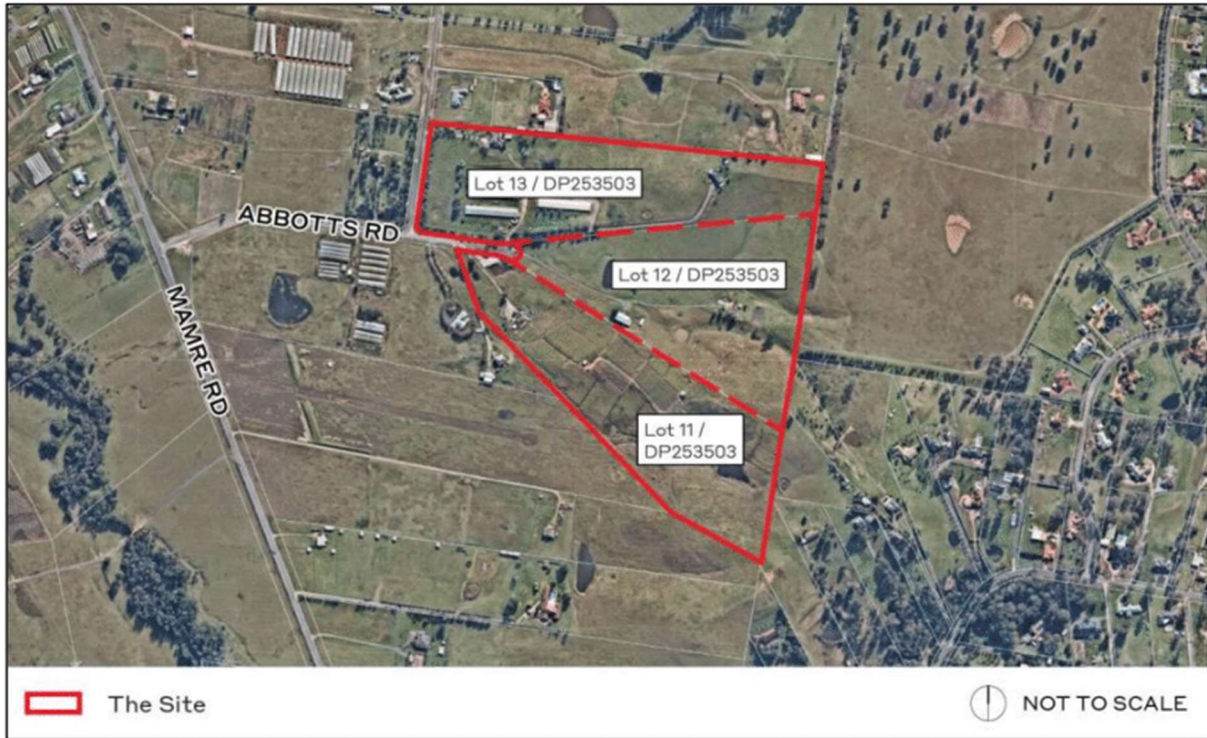 Lot 13 / DP253503
ABBOTTS RD
Lot 12 / DP253503
MAMRE RD
Lot 11 /
DP253503
The Site
NOT TO SCALE